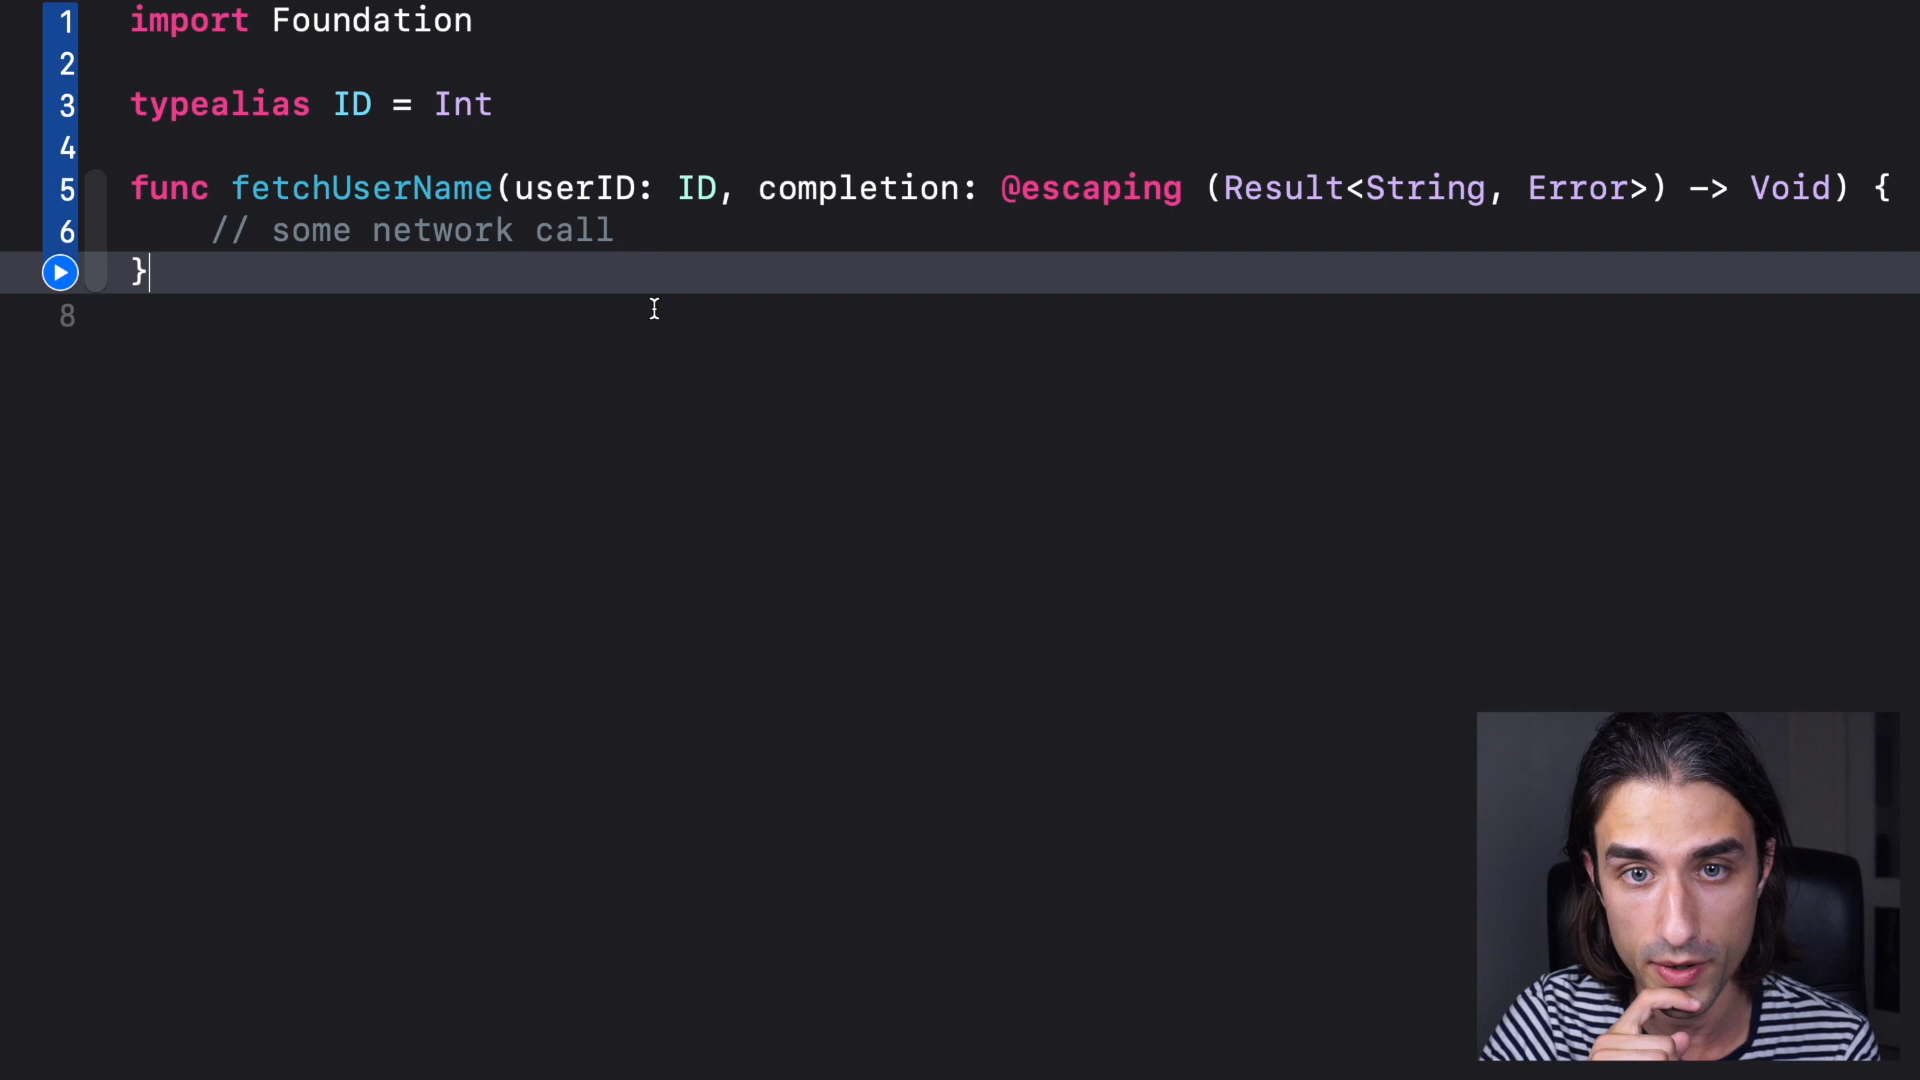 1 import Foundation
2
3 typealias ID = Int
4
5 func fetchUserName(userID: ID, completion: @escaping (Result<String, Error>) -> Void) {
6 // some network call
}
8